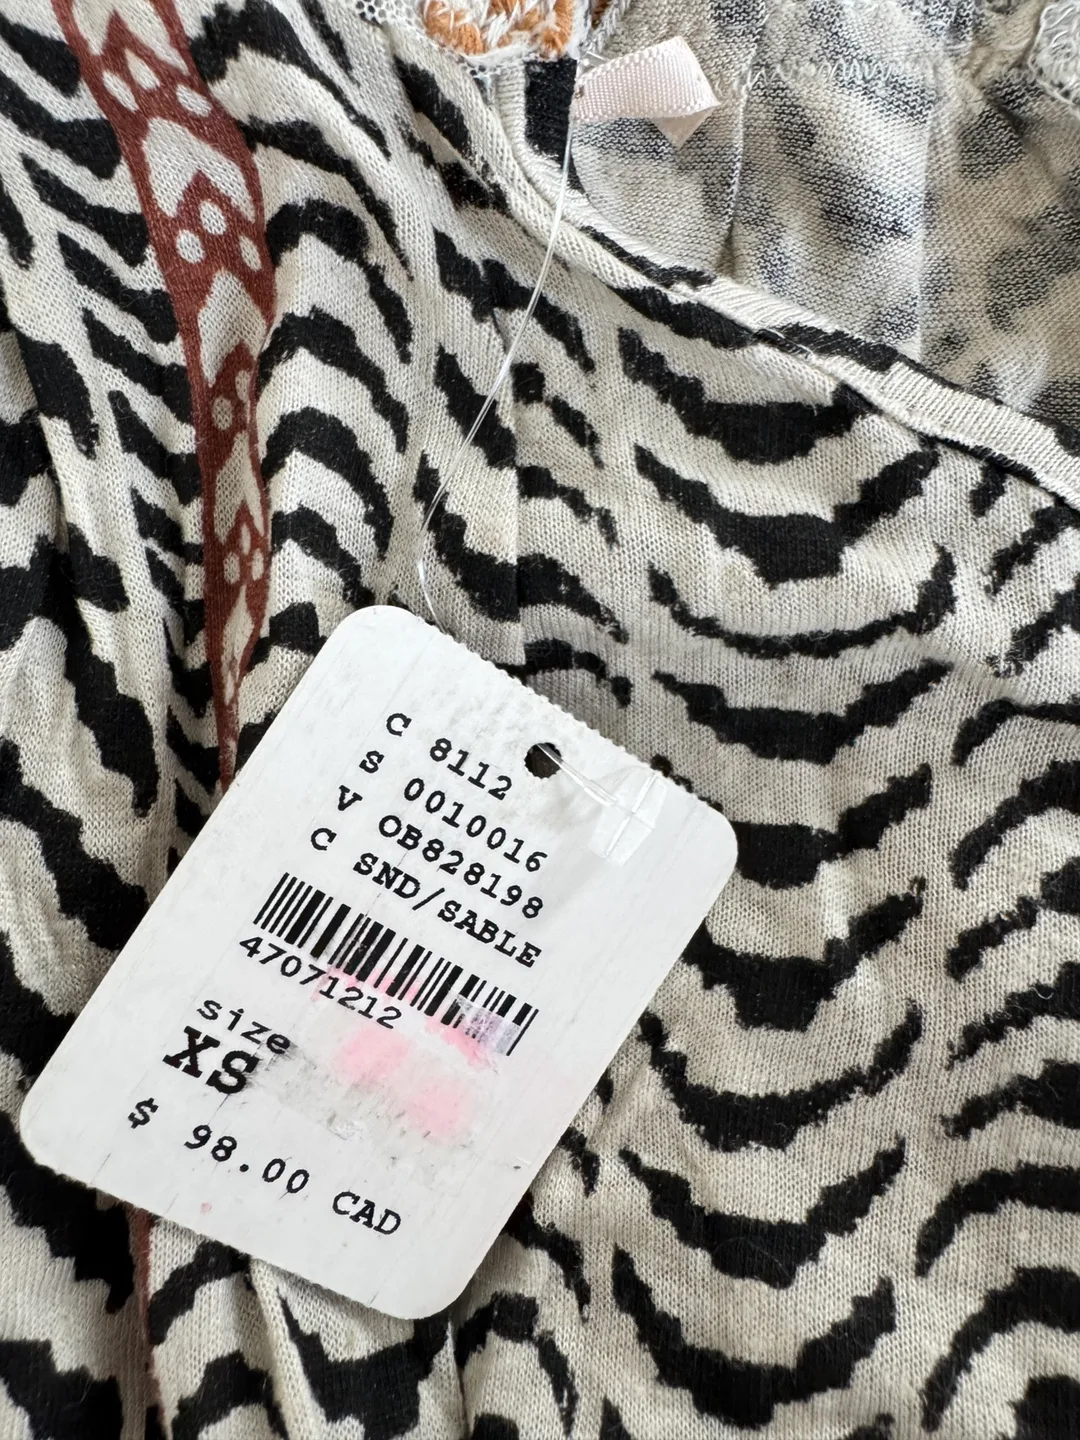 C 8112
S 0010016
V OB828198
C SND/SABLE
47071212
size
XS
$ 98.00 CAD